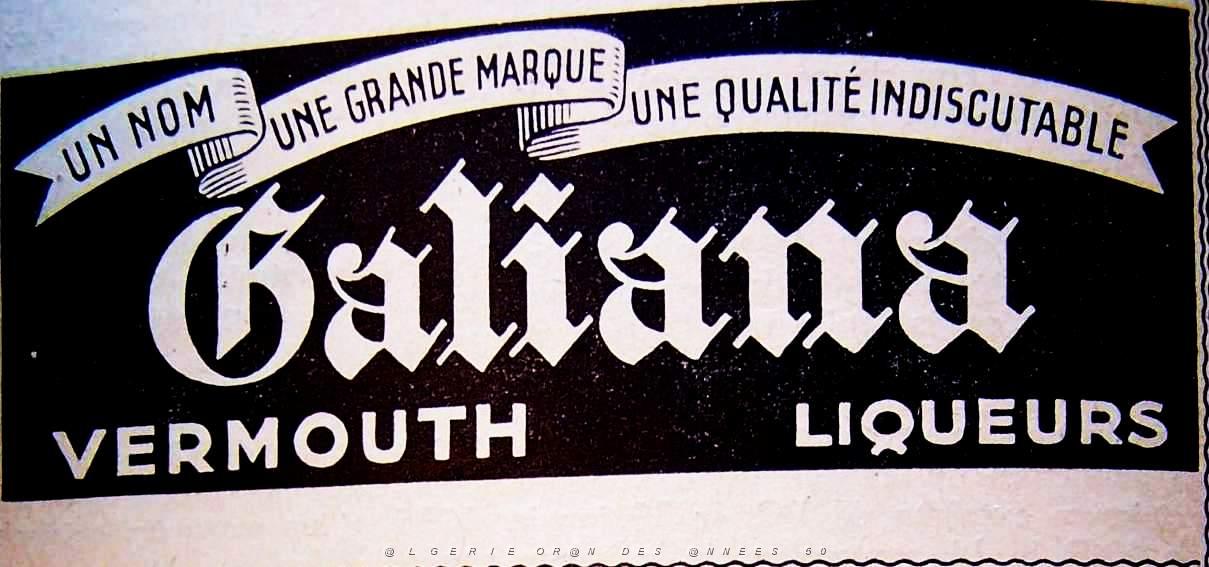 UN NOM UNE GRANDE MARQUE UNE QUALITÉ INDISCUTABLE
Galiana
VERMOUTH LIQUEURS
@LGERIE OR@N DES @NNEES 50